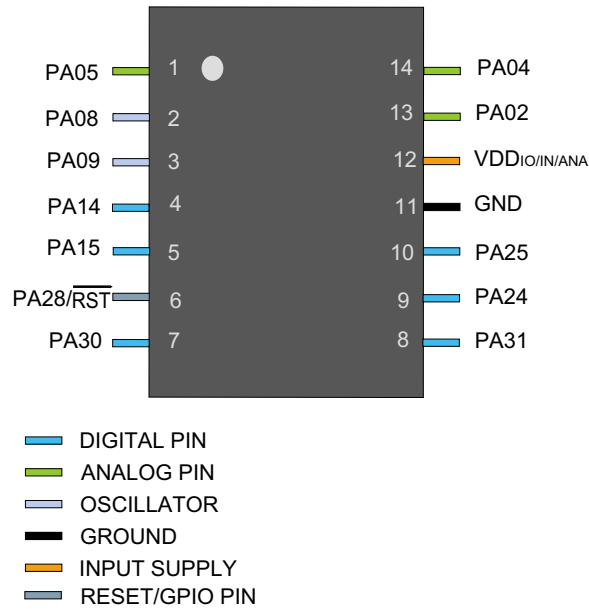 PA05 1 14 PA04
PA08 2 13 PA02
PA09 3 12 VDDIO/IN/ANA
PA14 4 11 GND
PA15 5 10 PA25
PA28/RST 6 9 PA24
PA30 7 8 PA31
DIGITAL PIN
ANALOG PIN
OSCILLATOR
GROUND
INPUT SUPPLY
RESET/GPIO PIN